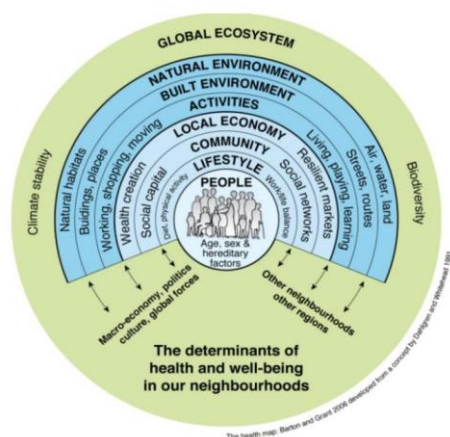 GLOBAL ECOSYSTEM
NATURAL ENVIRONMENT
BUILT ENVIRONMENT
ACTIVITIES
LOCAL ECONOMY
COMMUNITY
LIFESTYLE
PEOPLE
Age, sex &
hereditary
factors
Climate stability
Natural habitats
Buidings, places
Working, shopping, moving
Wealth creation
Social capital
Diet, physical activity
Work/life balance
Social networks
Resilient markets
Living, playing, learning
Streets, routes
Air, water, land
Biodiversity
Macro-economy, politics
culture, global forces
Other neighbourhoods
other regions
The determinants of
health and well-being
in our neighbourhoods
The health map: Barton and Grant 2006 developed from a concept by Dahlgren and Whitehead 1991